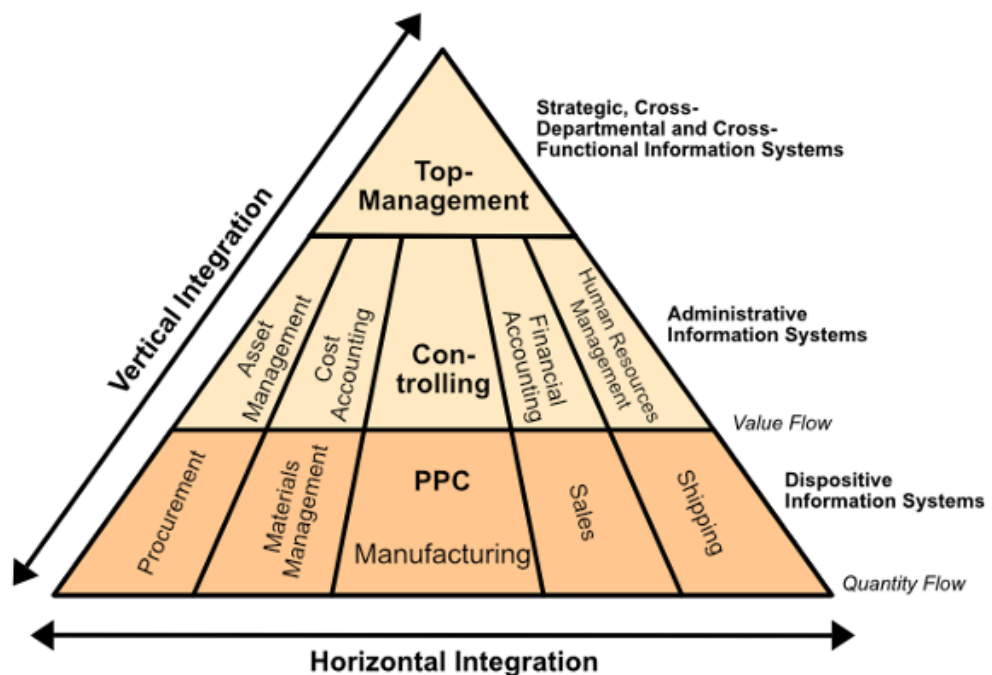 Strategic, Cross-
Departmental and Cross-
Functional Information Systems
Top-
Management
Vertical Integration
Asset
Management
Cost
Accounting
Con-
trolling
Financial
Accounting
Human Resources
Management
Administrative
Information Systems
Value Flow
Procurement
Materials
Management
PPC
Manufacturing
Sales
Shipping
Dispositive
Information Systems
Quantity Flow
Horizontal Integration